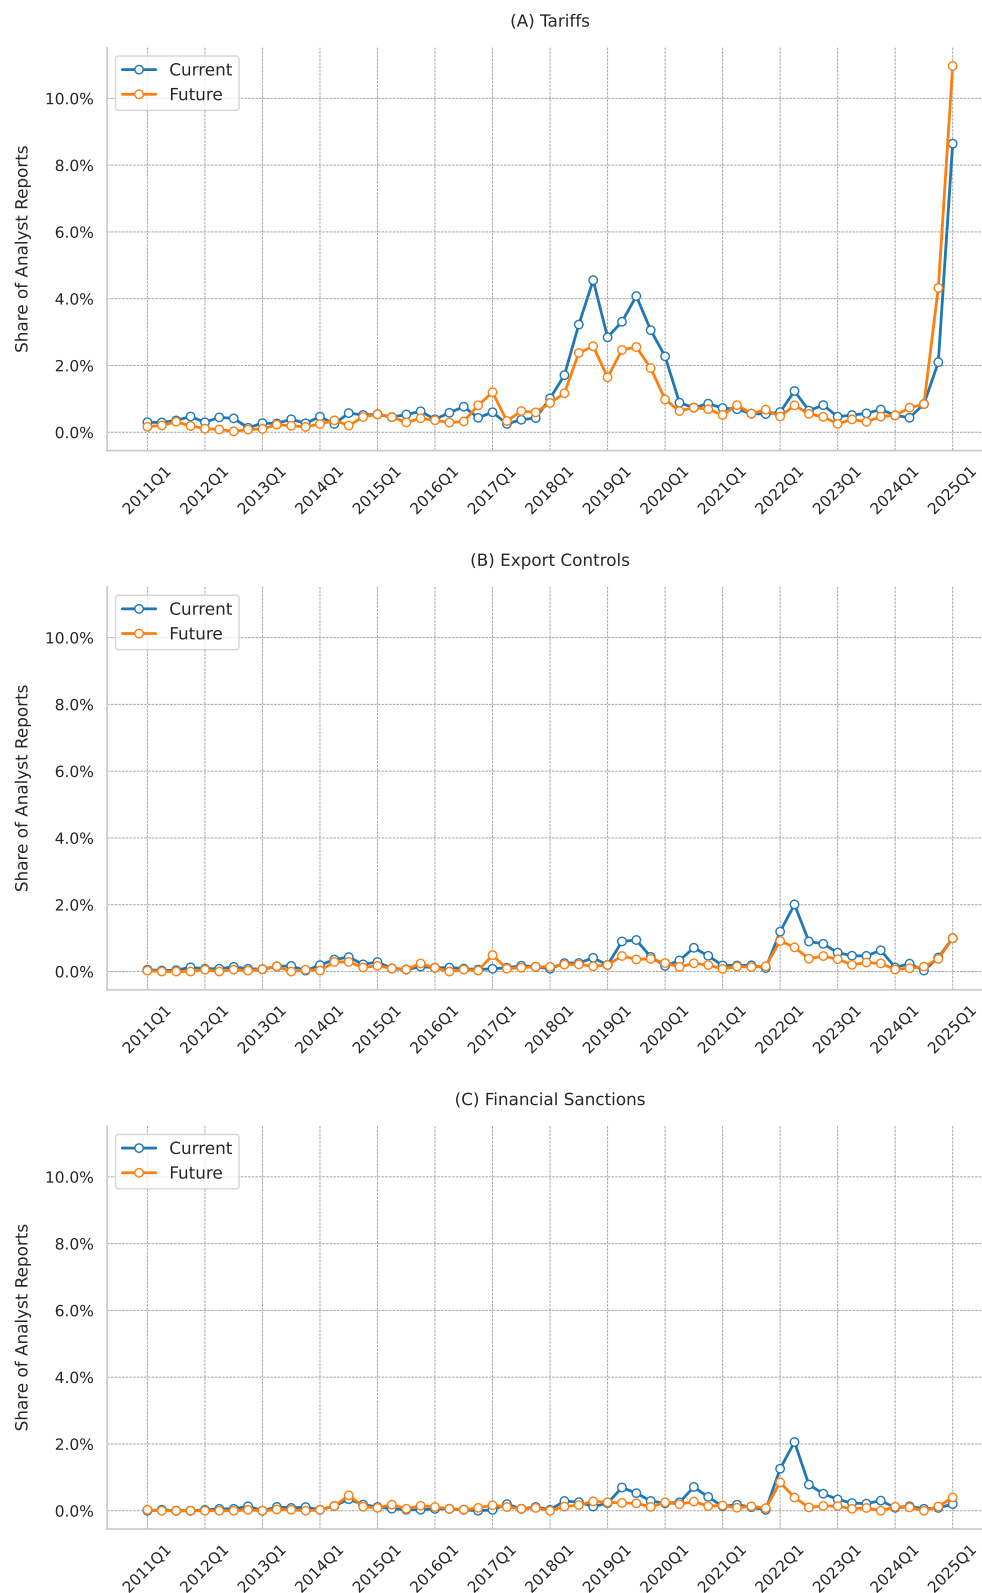 (A) Tariffs
Current
Future
10.0%
8.0%
6.0%
4.0%
2.0%
0.0%
Share of Analyst Reports
2011Q1 2012Q1 2013Q1 2014Q1 2015Q1 2016Q1 2017Q1 2018Q1 2019Q1 2020Q1 2021Q1 2022Q1 2023Q1 2024Q1 2025Q1
(B) Export Controls
Current
Future
10.0%
8.0%
6.0%
4.0%
2.0%
0.0%
Share of Analyst Reports
2011Q1 2012Q1 2013Q1 2014Q1 2015Q1 2016Q1 2017Q1 2018Q1 2019Q1 2020Q1 2021Q1 2022Q1 2023Q1 2024Q1 2025Q1
(C) Financial Sanctions
Current
Future
10.0%
8.0%
6.0%
4.0%
2.0%
0.0%
Share of Analyst Reports
2011Q1 2012Q1 2013Q1 2014Q1 2015Q1 2016Q1 2017Q1 2018Q1 2019Q1 2020Q1 2021Q1 2022Q1 2023Q1 2024Q1 2025Q1